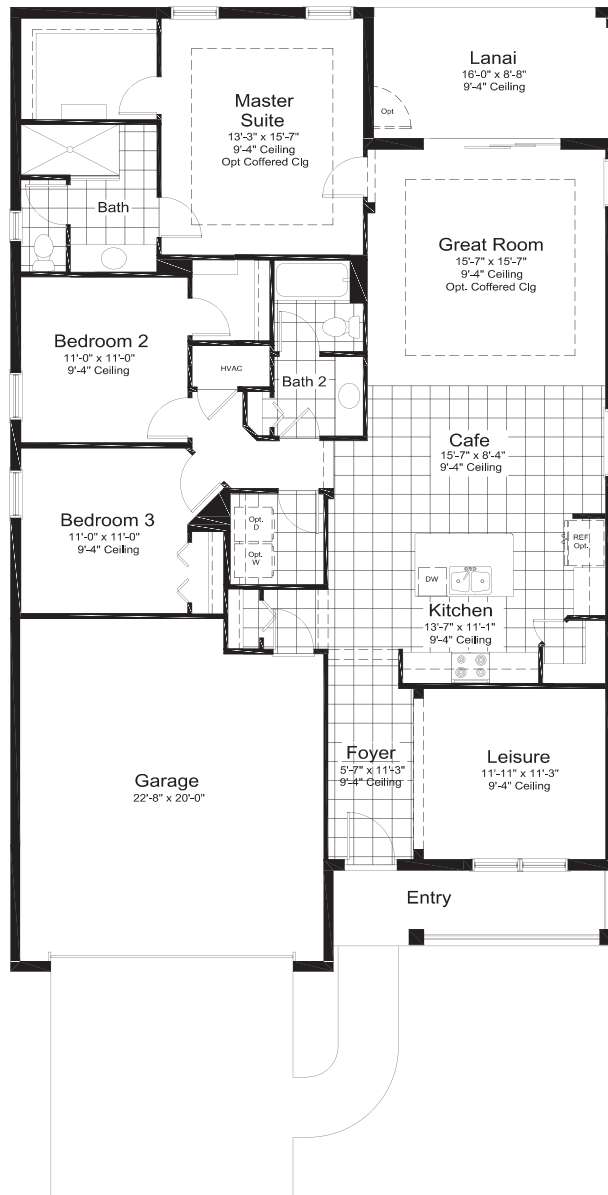 Lanai
16'-0" x 8'-8"
9'-4" Ceiling
Opt
Master
Suite
13'-3" x 15'-7"
9'-4" Ceiling
Opt Coffered Clg
Bath
Great Room
15'-7" x 15'-7"
9'-4" Ceiling
Opt. Coffered Clg
Bedroom 2
11'-0" x 11'-0"
9'-4" Ceiling
HVAC
Bath 2
Cafe
15'-7" x 8'-4"
9'-4" Ceiling
Bedroom 3
11'-0" x 11'-0"
9'-4" Ceiling
Opt.
D
Opt.
W
REF
Opt.
DW
Kitchen
13'-7" x 11'-1"
9'-4" Ceiling
Foyer
5'-7" x 11'-3"
9'-4" Ceiling
Leisure
11'-11" x 11'-3"
9'-4" Ceiling
Garage
22'-8" x 20'-0"
Entry